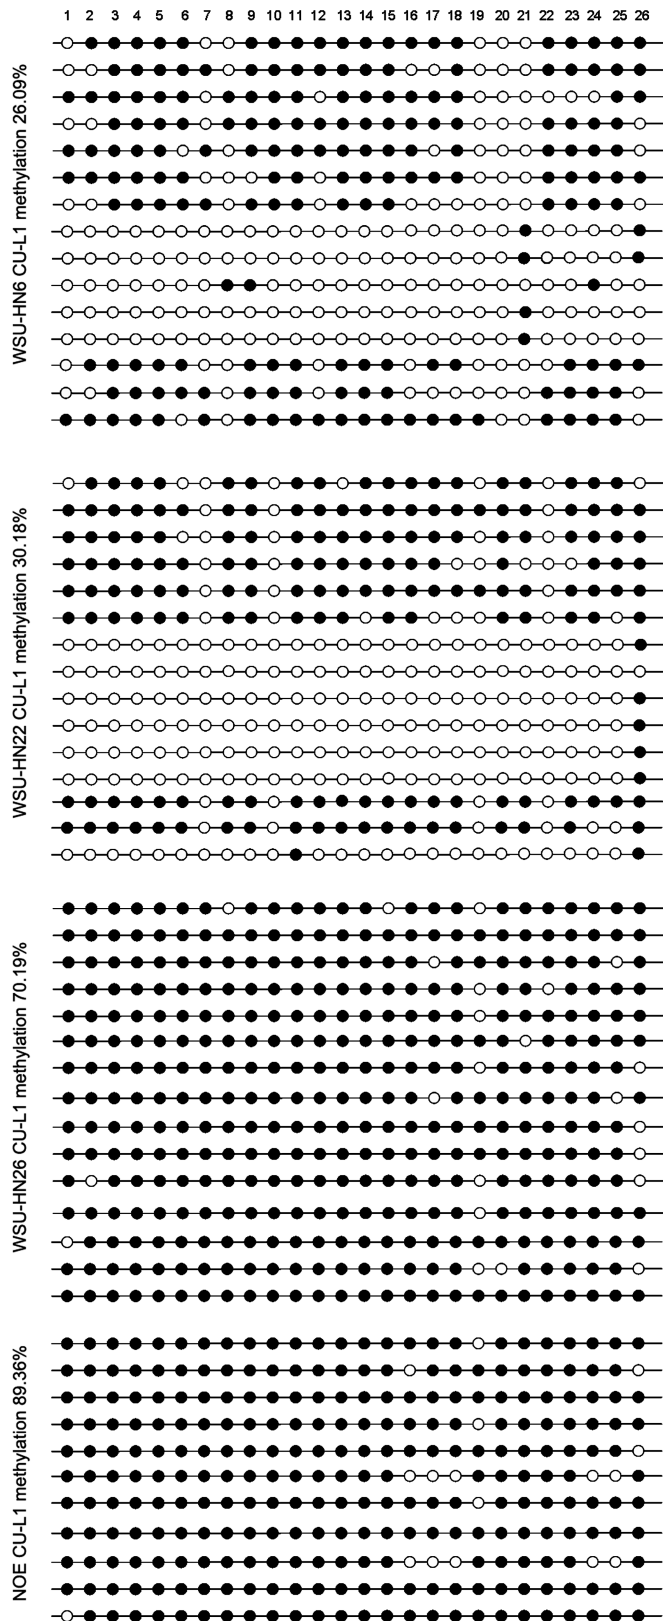 1 2 3 4 5 6 7 8 9 10 11 12 13 14 15 16 17 18 19 20 21 22 23 24 25 26
WSU-HN6 CU-L1 methylation 26.09%
WSU-HN22 CU-L1 methylation 30.18%
WSU-HN26 CU-L1 methylation 70.19%
NOE CU-L1 methylation 89.36%